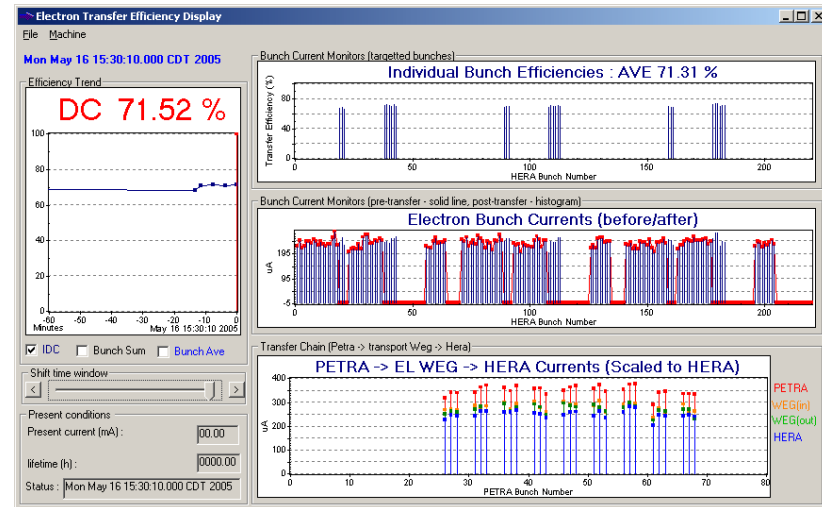 Electron Transfer Efficiency Display
File Machine
Mon May 16 15:30:10.000 CDT 2005
Efficiency Trend
DC 71.52 %
100
80
60
40
20
0
-60 -50 -40 -30 -20 -10 0
Minutes May 16 15:30:10 2005
IDC Bunch Sum Bunch Ave
Shift time window
< >
Present conditions
Present current (mA) : 00.00
lifetime (h) : 0000.00
Status : Mon May 16 15:30:10.000 CDT 2005
Bunch Current Monitors (targetted bunches)
Individual Bunch Efficiencies : AVE 71.31 %
Transfer Efficiency (%)
80
40
0
0 50 100 150 200
HERA Bunch Number
Bunch Current Monitors (pre-transfer - solid line, post-transfer - histogram)
Electron Bunch Currents (before/after)
uA
195
95
-5
0 50 100 150 200
HERA Bunch Number
Transfer Chain (Petra -> transport Weg -> Hera)
PETRA -> EL WEG -> HERA Currents (Scaled to HERA)
uA
400
300
200
100
0
0 10 20 30 40 50 60 70 80
PETRA Bunch Number
PETRA
WEG(in)
WEG(out)
HERA